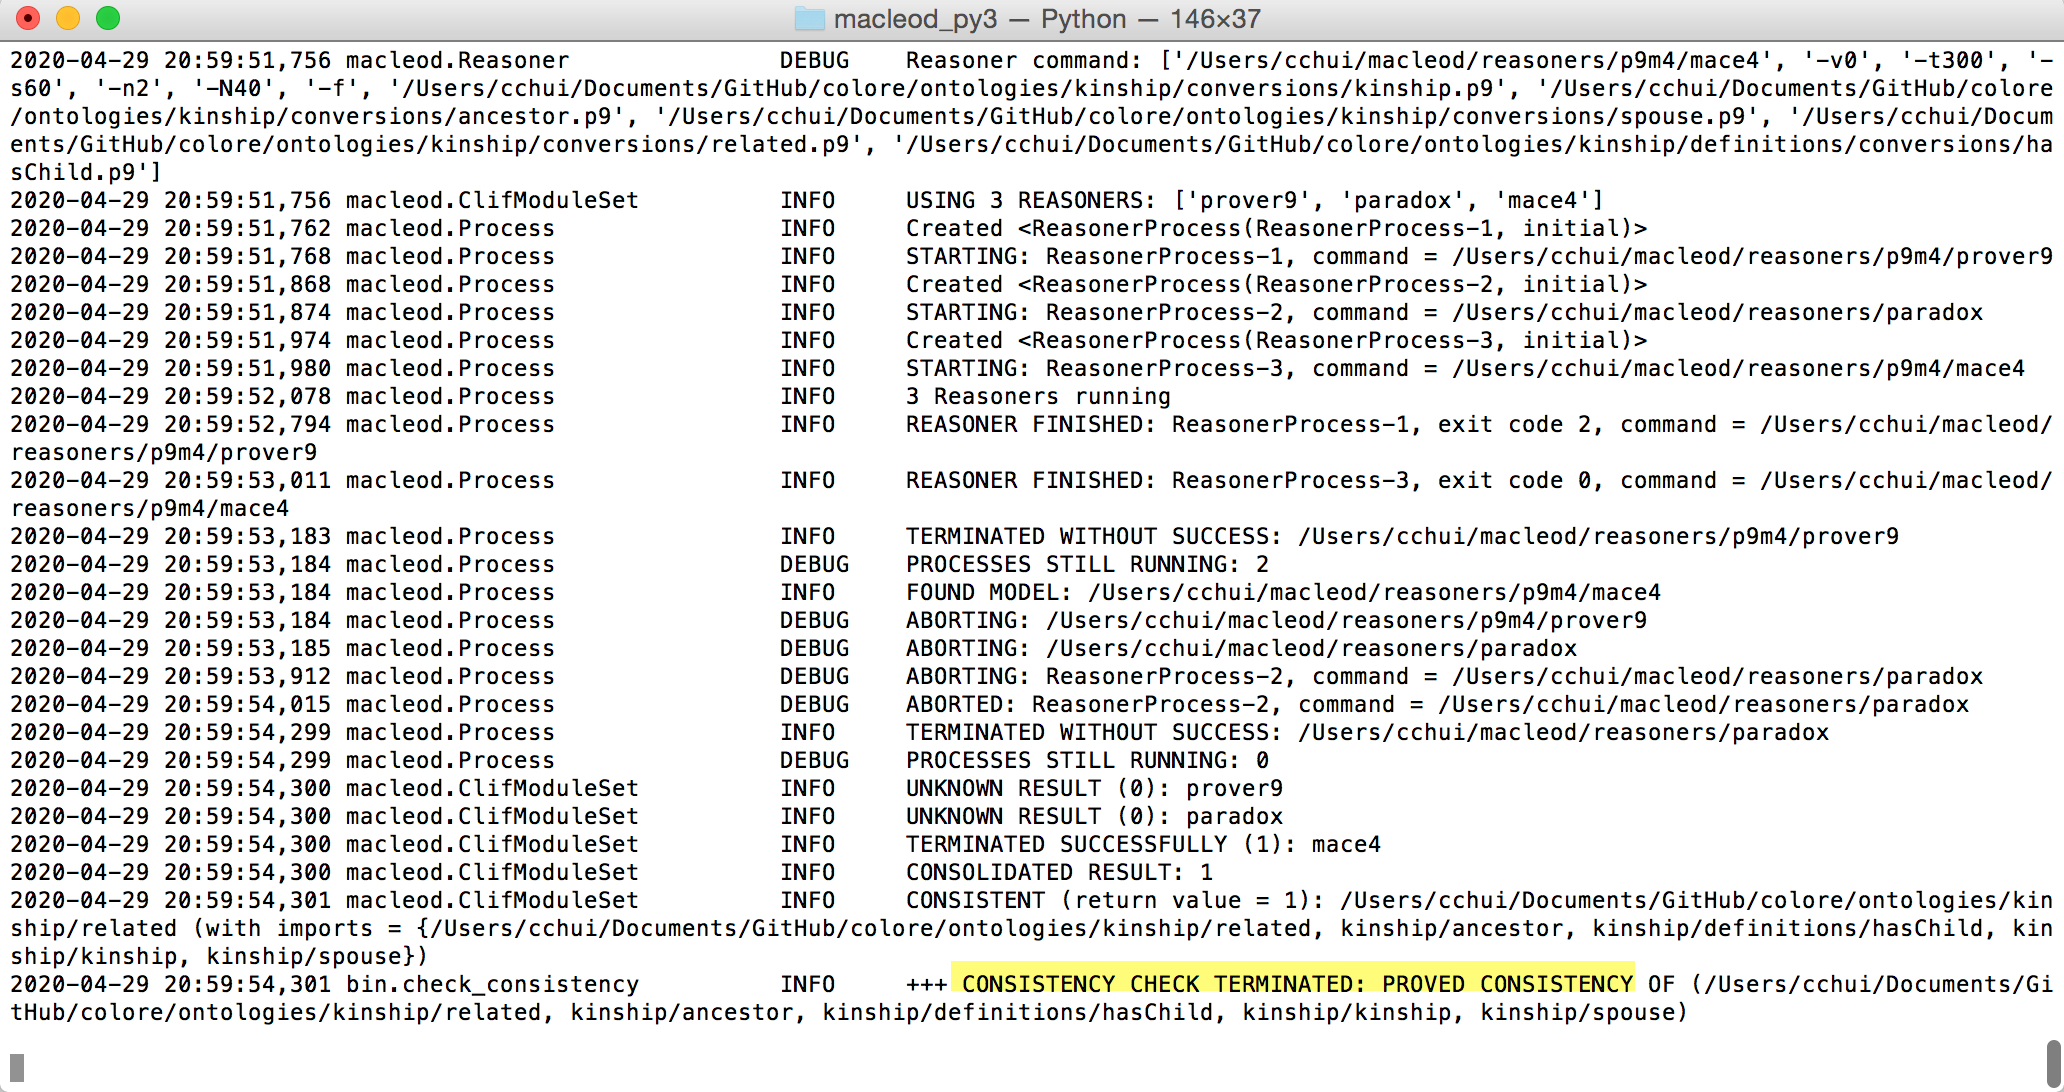 macleod_py3 — Python — 146×37
2020-04-29 20:59:51,756 macleod.Reasoner DEBUG Reasoner command: ['/Users/cchui/macleod/reasoners/p9m4/mace4', '-v0', '-t300', '-
s60', '-n2', '-N40', '-f', '/Users/cchui/Documents/GitHub/colore/ontologies/kinship/conversions/kinship.p9', '/Users/cchui/Documents/GitHub/colore
/ontologies/kinship/conversions/ancestor.p9', '/Users/cchui/Documents/GitHub/colore/ontologies/kinship/conversions/spouse.p9', '/Users/cchui/Docum
ents/GitHub/colore/ontologies/kinship/conversions/related.p9', '/Users/cchui/Documents/GitHub/colore/ontologies/kinship/definitions/conversions/ha
sChild.p9']
2020-04-29 20:59:51,756 macleod.ClifModuleSet INFO USING 3 REASONERS: ['prover9', 'paradox', 'mace4']
2020-04-29 20:59:51,762 macleod.Process INFO Created <ReasonerProcess(ReasonerProcess-1, initial)>
2020-04-29 20:59:51,768 macleod.Process INFO STARTING: ReasonerProcess-1, command = /Users/cchui/macleod/reasoners/p9m4/prover9
2020-04-29 20:59:51,868 macleod.Process INFO Created <ReasonerProcess(ReasonerProcess-2, initial)>
2020-04-29 20:59:51,874 macleod.Process INFO STARTING: ReasonerProcess-2, command = /Users/cchui/macleod/reasoners/paradox
2020-04-29 20:59:51,974 macleod.Process INFO Created <ReasonerProcess(ReasonerProcess-3, initial)>
2020-04-29 20:59:51,980 macleod.Process INFO STARTING: ReasonerProcess-3, command = /Users/cchui/macleod/reasoners/p9m4/mace4
2020-04-29 20:59:52,078 macleod.Process INFO 3 Reasoners running
2020-04-29 20:59:52,794 macleod.Process INFO REASONER FINISHED: ReasonerProcess-1, exit code 2, command = /Users/cchui/macleod/
reasoners/p9m4/prover9
2020-04-29 20:59:53,011 macleod.Process INFO REASONER FINISHED: ReasonerProcess-3, exit code 0, command = /Users/cchui/macleod/
reasoners/p9m4/mace4
2020-04-29 20:59:53,183 macleod.Process INFO TERMINATED WITHOUT SUCCESS: /Users/cchui/macleod/reasoners/p9m4/prover9
2020-04-29 20:59:53,184 macleod.Process DEBUG PROCESSES STILL RUNNING: 2
2020-04-29 20:59:53,184 macleod.Process INFO FOUND MODEL: /Users/cchui/macleod/reasoners/p9m4/mace4
2020-04-29 20:59:53,184 macleod.Process DEBUG ABORTING: /Users/cchui/macleod/reasoners/p9m4/prover9
2020-04-29 20:59:53,185 macleod.Process DEBUG ABORTING: /Users/cchui/macleod/reasoners/paradox
2020-04-29 20:59:53,912 macleod.Process DEBUG ABORTING: ReasonerProcess-2, command = /Users/cchui/macleod/reasoners/paradox
2020-04-29 20:59:54,015 macleod.Process DEBUG ABORTED: ReasonerProcess-2, command = /Users/cchui/macleod/reasoners/paradox
2020-04-29 20:59:54,299 macleod.Process INFO TERMINATED WITHOUT SUCCESS: /Users/cchui/macleod/reasoners/paradox
2020-04-29 20:59:54,299 macleod.Process DEBUG PROCESSES STILL RUNNING: 0
2020-04-29 20:59:54,300 macleod.ClifModuleSet INFO UNKNOWN RESULT (0): prover9
2020-04-29 20:59:54,300 macleod.ClifModuleSet INFO UNKNOWN RESULT (0): paradox
2020-04-29 20:59:54,300 macleod.ClifModuleSet INFO TERMINATED SUCCESSFULLY (1): mace4
2020-04-29 20:59:54,300 macleod.ClifModuleSet INFO CONSOLIDATED RESULT: 1
2020-04-29 20:59:54,301 macleod.ClifModuleSet INFO CONSISTENT (return value = 1): /Users/cchui/Documents/GitHub/colore/ontologies/kin
ship/related (with imports = {/Users/cchui/Documents/GitHub/colore/ontologies/kinship/related, kinship/ancestor, kinship/definitions/hasChild, kin
ship/kinship, kinship/spouse})
2020-04-29 20:59:54,301 bin.check_consistency INFO +++ CONSISTENCY CHECK TERMINATED: PROVED CONSISTENCY OF (/Users/cchui/Documents/Gi
tHub/colore/ontologies/kinship/related, kinship/ancestor, kinship/definitions/hasChild, kinship/kinship, kinship/spouse)